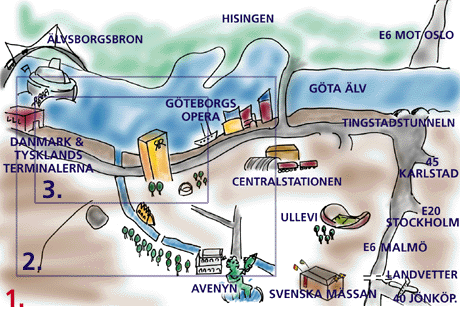 HISINGEN
ÄLVSBORGSBRON
E6 MOT OSLO
GÖTA ÄLV
GÖTEBORGS
OPERA
TINGSTADSTUNNELN
DANMARK &
TYSKLANDS
TERMINALERNA
45
KARLSTAD
CENTRALSTATIONEN
3.
E20
STOCKHOLM
ULLEVI
E6 MALMÖ
2.
LANDVETTER
AVENYN
SVENSKA MÄSSAN
40 JÖNKÖP.
1.